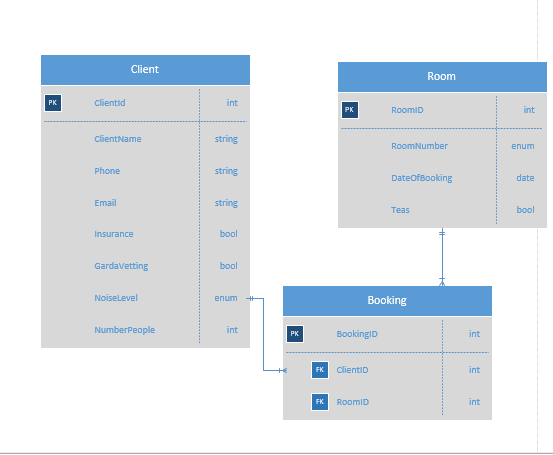 Client
PK ClientId int
ClientName string
Phone string
Email string
Insurance bool
GardaVetting bool
NoiseLevel enum
NumberPeople int
Room
PK RoomID int
RoomNumber enum
DateOfBooking date
Teas bool
Booking
PK BookingID int
FK ClientID int
FK RoomID int